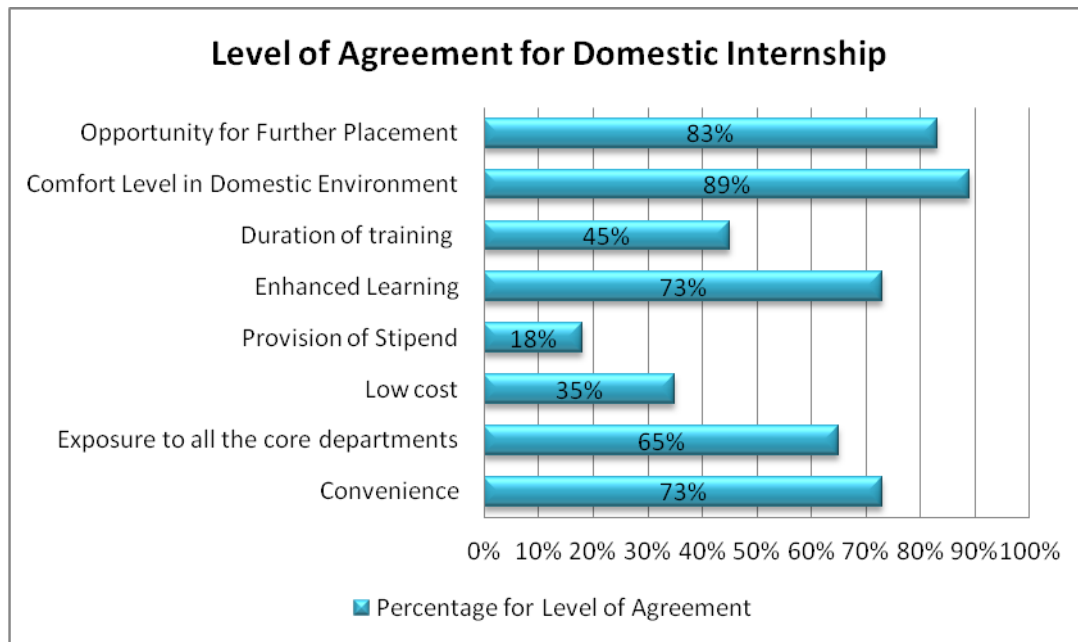 Level of Agreement for Domestic Internship
Opportunity for Further Placement
83%
Comfort Level in Domestic Environment
89%
Duration of training
45%
Enhanced Learning
73%
Provision of Stipend
18%
Low cost
35%
Exposure to all the core departments
65%
Convenience
73%
0% 10% 20% 30% 40% 50% 60% 70% 80% 90% 100%
Percentage for Level of Agreement